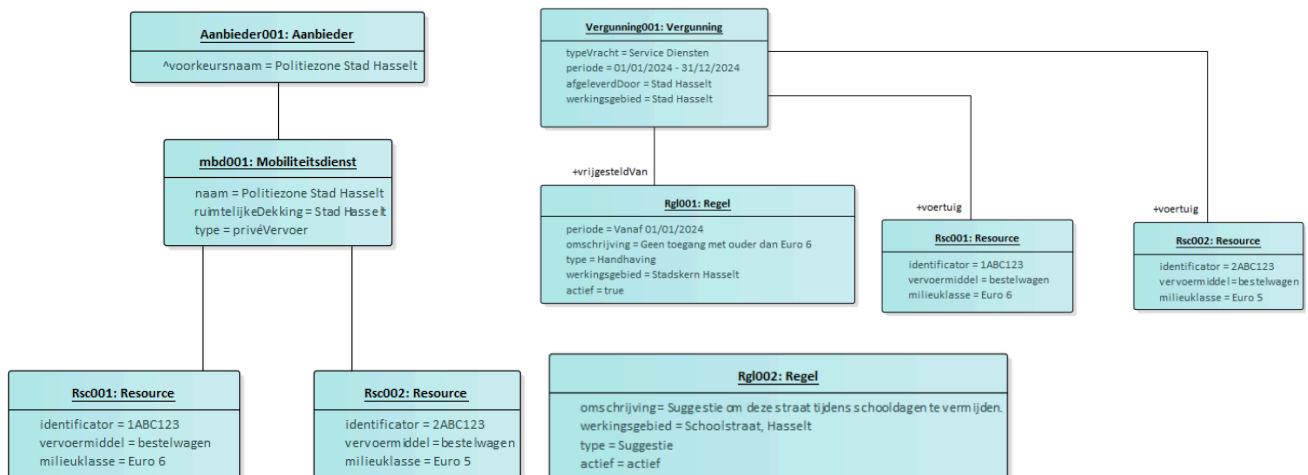 Aanbieder001: Aanbieder
^voorkeursnaam = Politiezone Stad Hasselt
mbd001: Mobiliteitsdienst
naam = Politiezone Stad Hasselt
ruimtelijkeDekking = Stad Hasselt
type = privéVervoer
Rsc001: Resource
identificator = 1ABC123
vervoermiddel = bestelwagen
milieuklasse = Euro 6
Rsc002: Resource
identificator = 2ABC123
vervoermiddel = bestelwagen
milieuklasse = Euro 5
Vergunning001: Vergunning
typeVracht = Service Diensten
periode = 01/01/2024 - 31/12/2024
afgeleverdDoor = Stad Hasselt
werkingsgebied = Stad Hasselt
+vrijgesteldVan
Rgl001: Regel
periode = Vanaf 01/01/2024
omschrijving = Geen toegang met ouder dan Euro 6
type = Handhaving
werkingsgebied = Stadskern Hasselt
actief = true
+voertuig
Rsc001: Resource
identificator = 1ABC123
vervoermiddel = bestelwagen
milieuklasse = Euro 6
+voertuig
Rsc002: Resource
identificator = 2ABC123
vervoermiddel = bestelwagen
milieuklasse = Euro 5
Rgl002: Regel
omschrijving = Suggestie om deze straat tijdens schooldagen te vermijden.
werkingsgebied = Schoolstraat, Hasselt
type = Suggestie
actief = actief